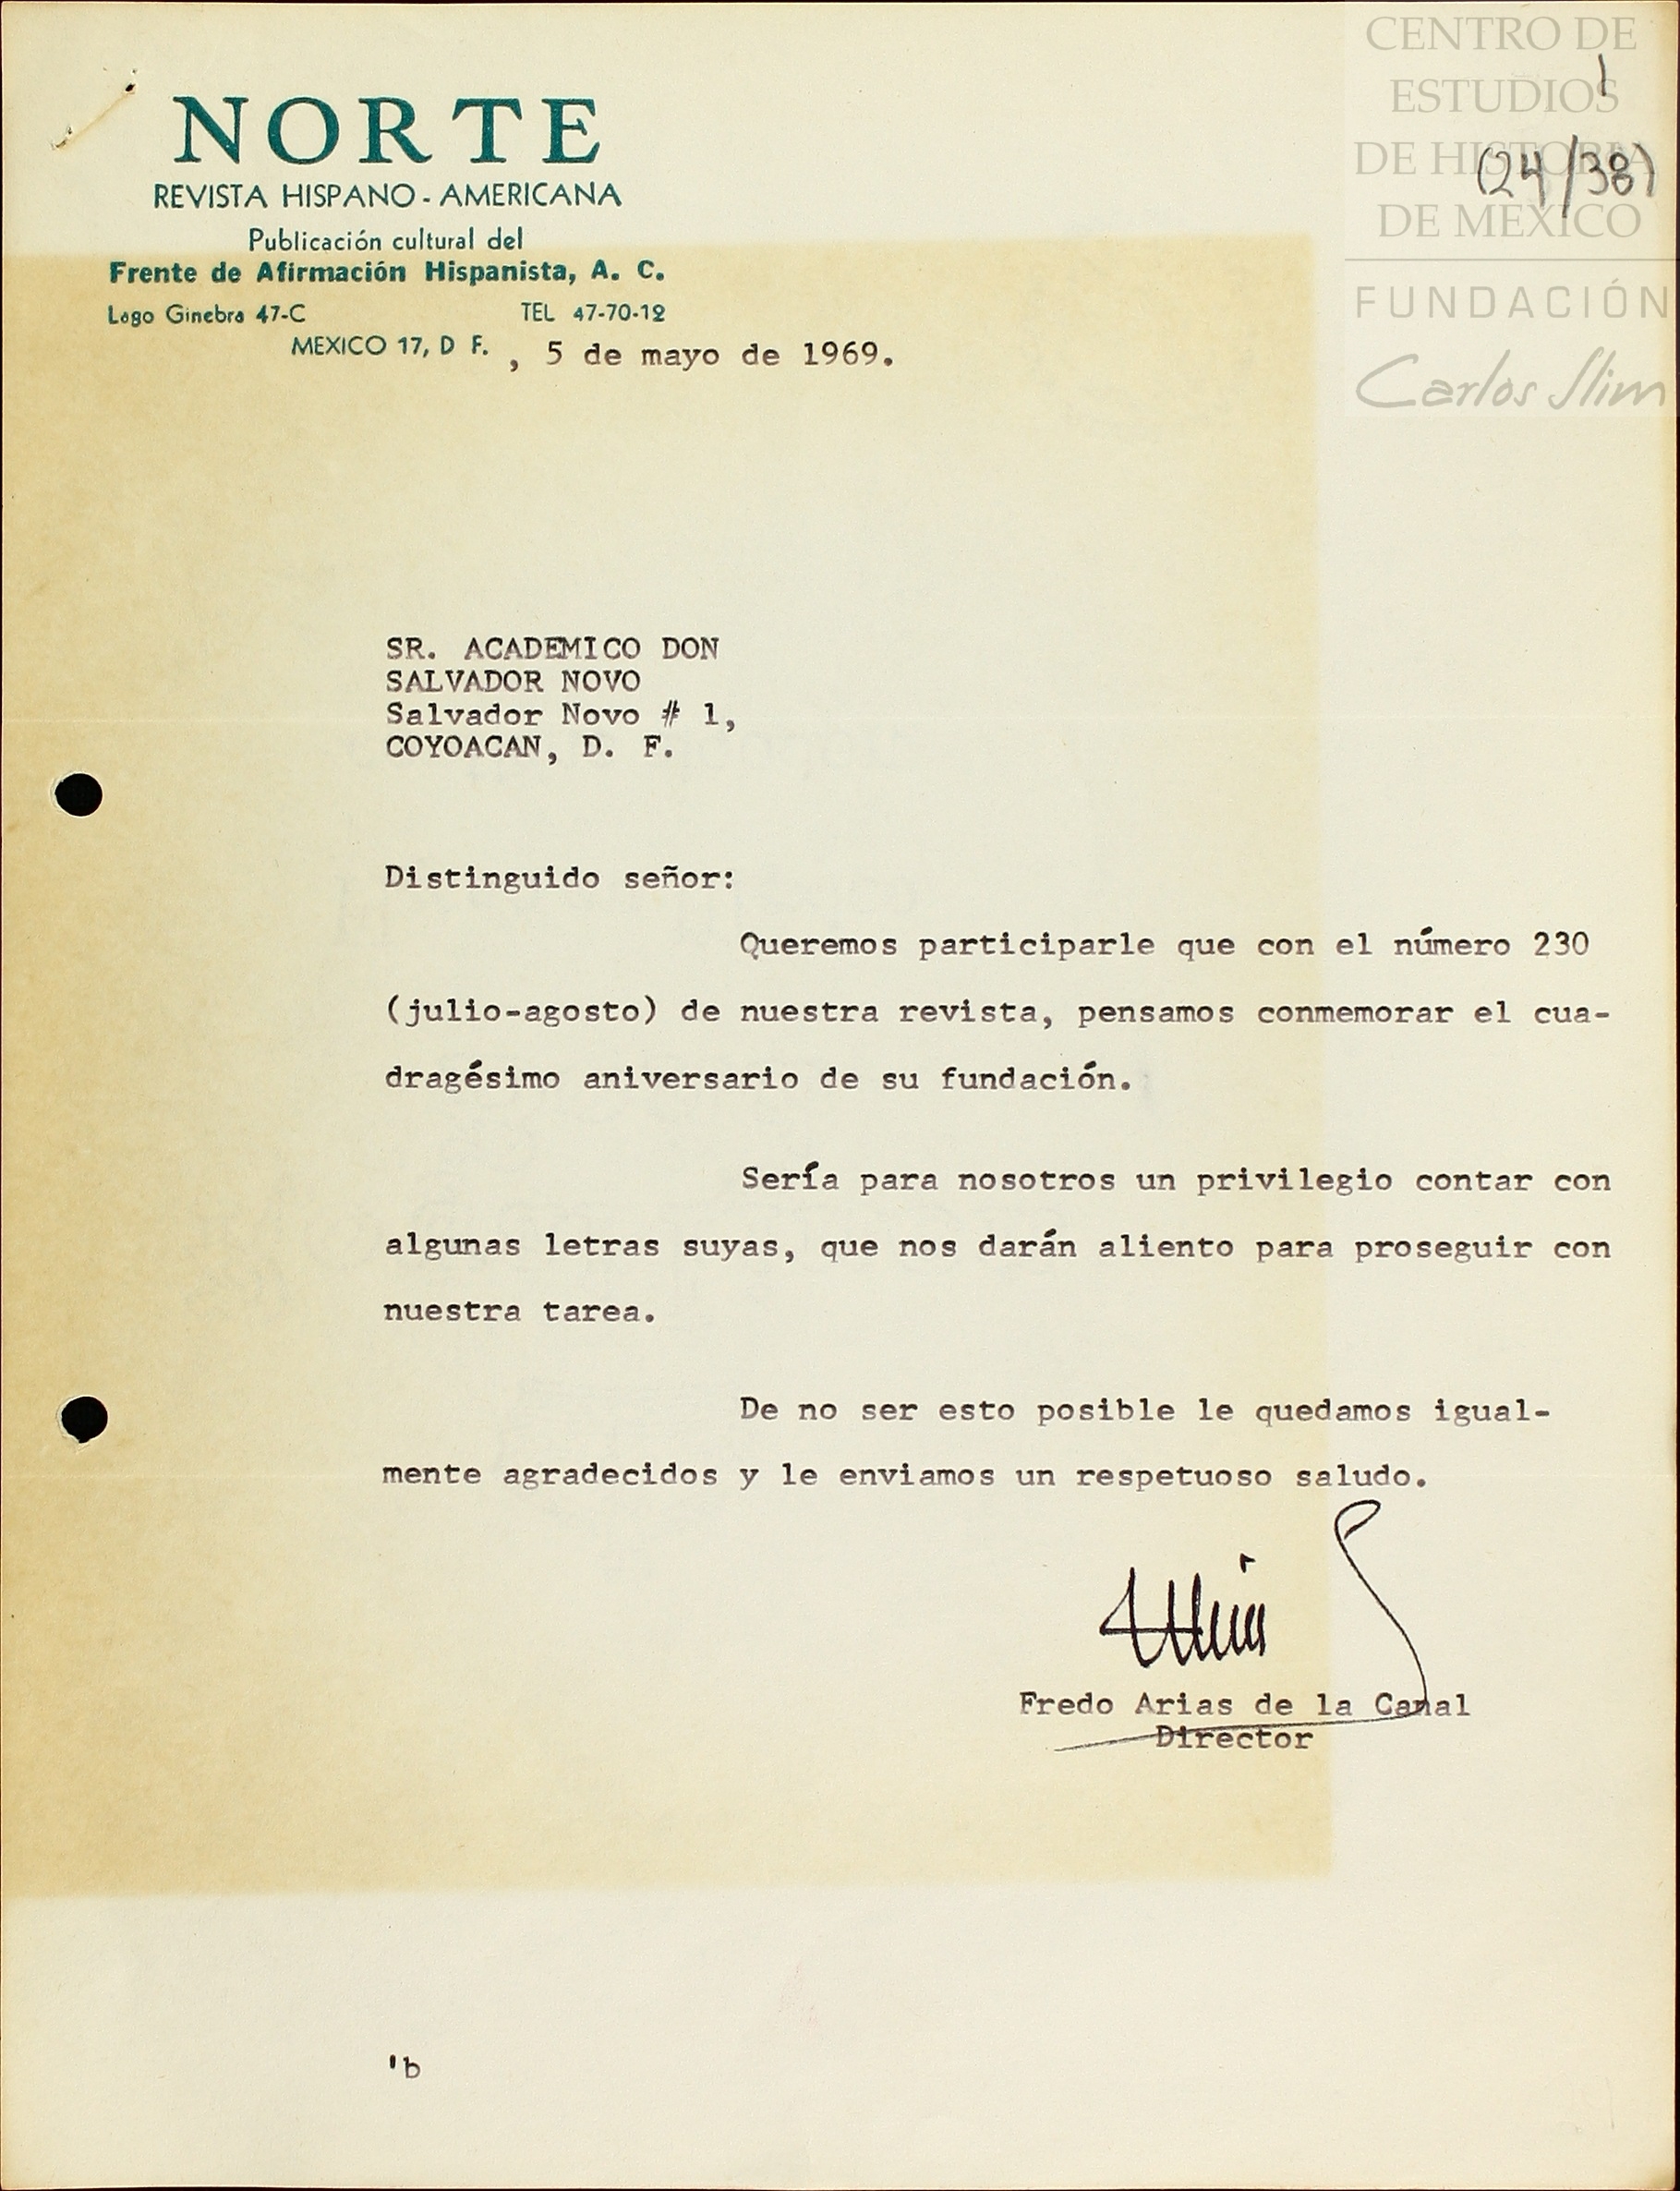 CENTRO DE
ESTUDIOS
DE HISTORIA
DE MEXICO
FUNDACIÓN
Carlos Slim
1
(24/38)
NORTE
REVISTA HISPANO-AMERICANA
Publicación cultural del
Frente de Afirmación Hispanista, A. C.
Lago Ginebra 47-C TEL 47-70-12
MEXICO 17, D F. , 5 de mayo de 1969.
SR. ACADEMICO DON
SALVADOR NOVO
Salvador Novo # 1,
COYOACAN, D. F.
Distinguido señor:
Queremos participarle que con el número 230
(julio-agosto) de nuestra revista, pensamos conmemorar el cua-
dragésimo aniversario de su fundación.
Sería para nosotros un privilegio contar con
algunas letras suyas, que nos darán aliento para proseguir con
nuestra tarea.
De no ser esto posible le quedamos igual-
mente agradecidos y le enviamos un respetuoso saludo.
Fredo Arias de la Canal
Director
'b